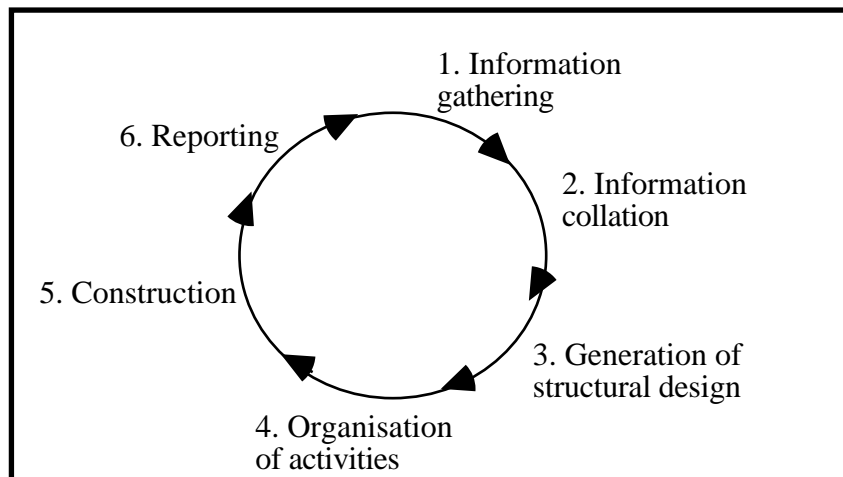 1. Information
gathering
2. Information
collation
3. Generation of
structural design
4. Organisation
of activities
5. Construction
6. Reporting